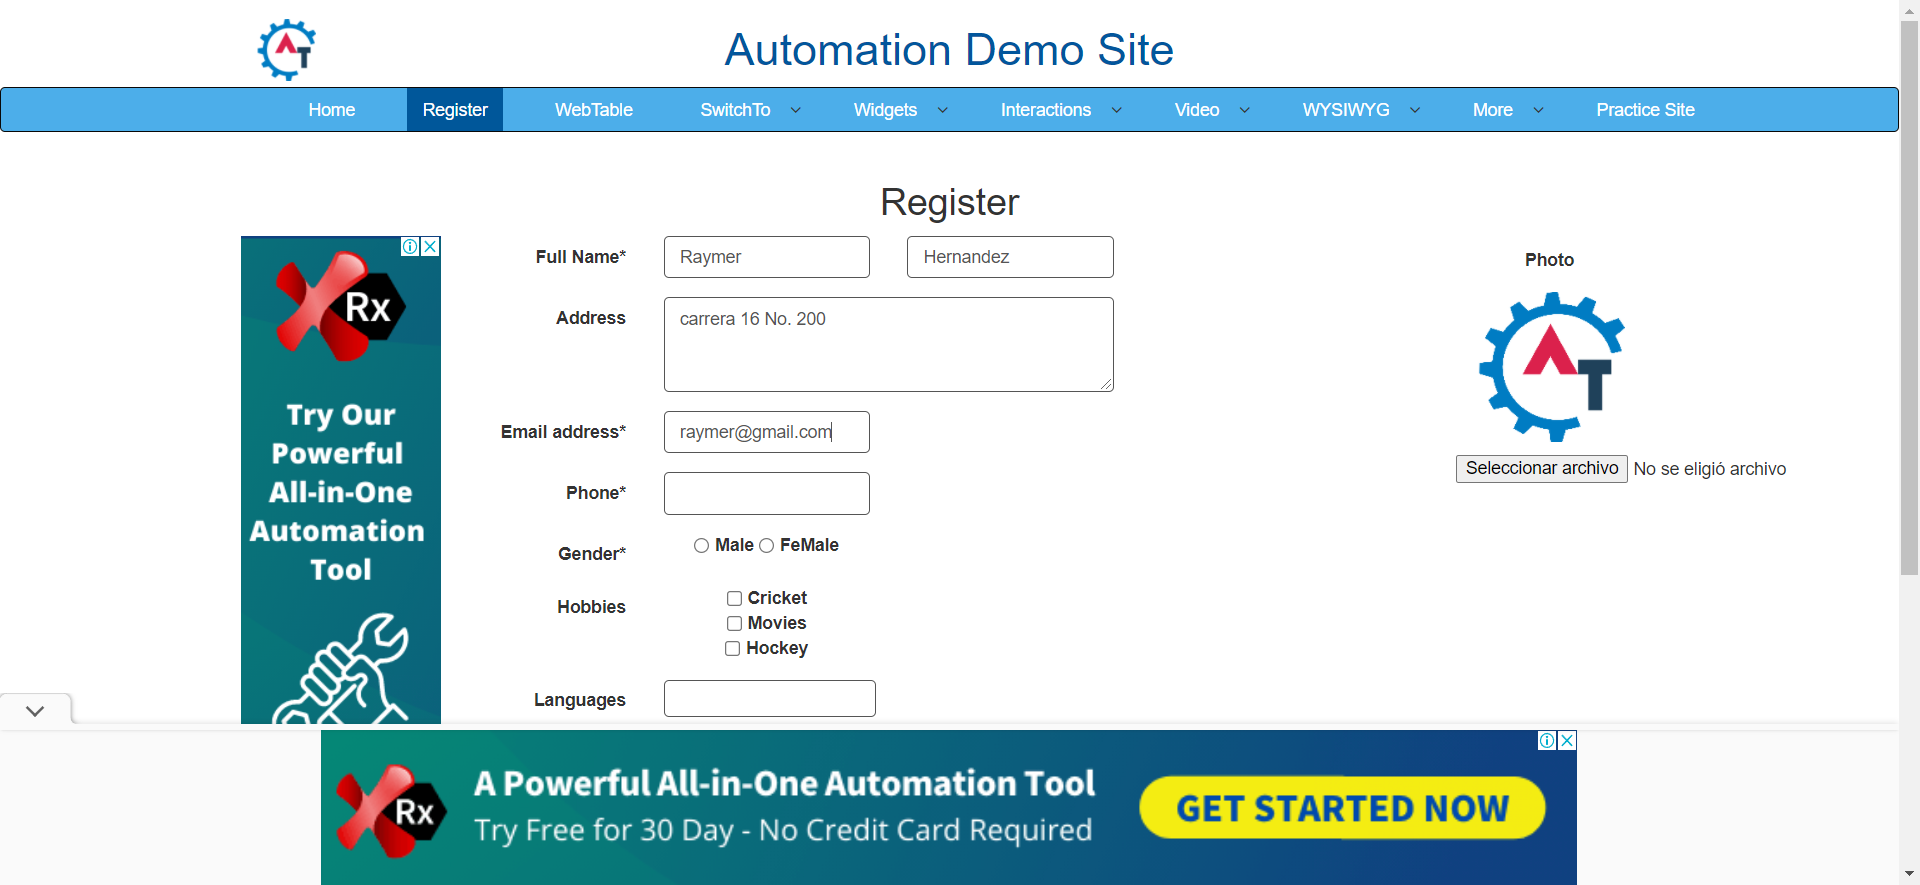 AT
Automation Demo Site
Home Register WebTable SwitchTo Widgets Interactions Video WYSIWYG More Practice Site
Register
Full Name* Raymer Hernandez
Photo
Address carrera 16 No. 200
AT
Email address* raymer@gmail.com
Seleccionar archivo No se eligió archivo
Phone*
Gender* Male FeMale
Hobbies Cricket
Movies
Hockey
Languages
Rx
Try Our
Powerful
All-in-One
Automation
Tool
Rx
A Powerful All-in-One Automation Tool
Try Free for 30 Day - No Credit Card Required
GET STARTED NOW